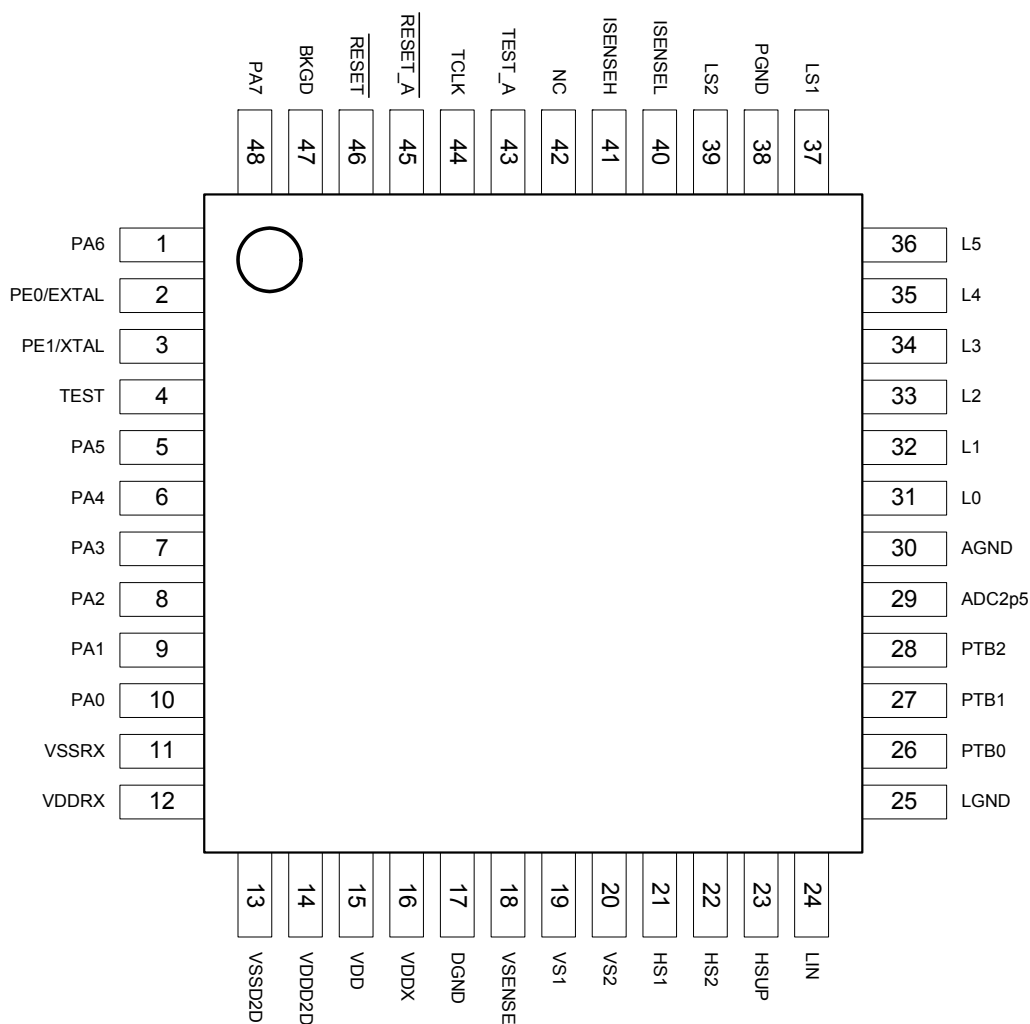 PA7
BKGD
RESET
RESET_A
TCLK
TEST_A
NC
ISENSEH
ISENSEL
LS2
PGND
LS1
48
47
46
45
44
43
42
41
40
39
38
37
PA6 1
PE0/EXTAL 2
PE1/XTAL 3
TEST 4
PA5 5
PA4 6
PA3 7
PA2 8
PA1 9
PA0 10
VSSRX 11
VDDRX 12
36 L5
35 L4
34 L3
33 L2
32 L1
31 L0
30 AGND
29 ADC2p5
28 PTB2
27 PTB1
26 PTB0
25 LGND
13
14
15
16
17
18
19
20
21
22
23
24
VSSD2D
VDDD2D
VDD
VDDX
DGND
VSENSE
VS1
VS2
HS1
HS2
HSUP
LIN